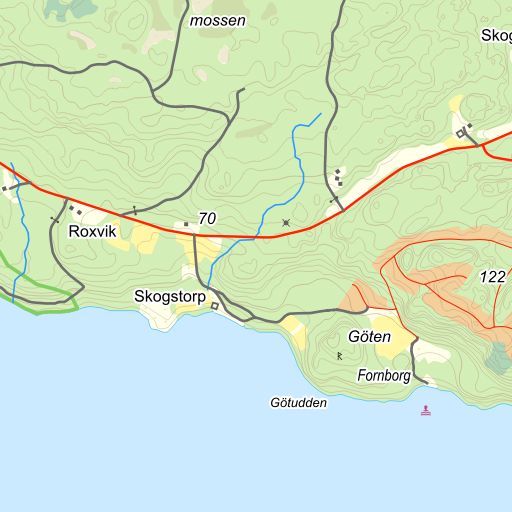 mossen
Skog
70
Roxvik
122
Skogstorp
Göten
Fornborg
Götudden